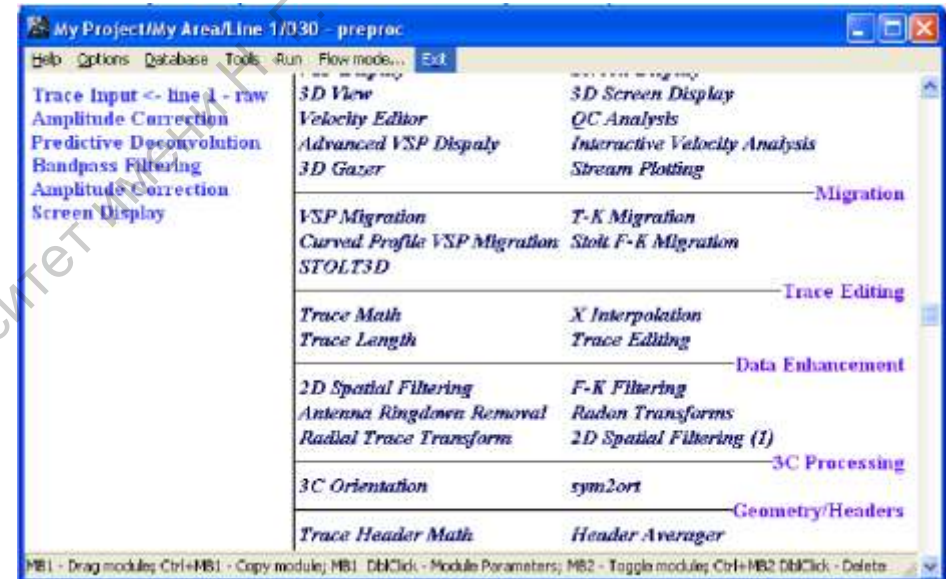 My Project/My Area/Line 1/030 - preproc
Help Options Database Tools Run Flow mode... Exit
Trace Input <- line 1 - raw
Amplitude Correction
Predictive Deconvolution
Bandpass Filtering
Amplitude Correction
Screen Display
3D View 3D Screen Display
Velocity Editor QC Analysis
Advanced VSP Dispaly Interactive Velocity Analysis
3D Gazer Stream Plotting
Migration
VSP Migration T-K Migration
Curved Profile VSP Migration Stolt F-K Migration
STOLT3D
Trace Editing
Trace Math X Interpolation
Trace Length Trace Editing
Data Enhancement
2D Spatial Filtering F-K Filtering
Antenna Ringdown Removal Radon Transforms
Radial Trace Transform 2D Spatial Filtering (1)
3C Processing
3C Orientation sym2ort
Geometry/Headers
Trace Header Math Header Averager
MB1 - Drag module; Ctrl+MB1 - Copy module; MB1 DblClick - Module Parameters; MB2 - Toggle module; Ctrl+MB2 DblClick - Delete
имени Н